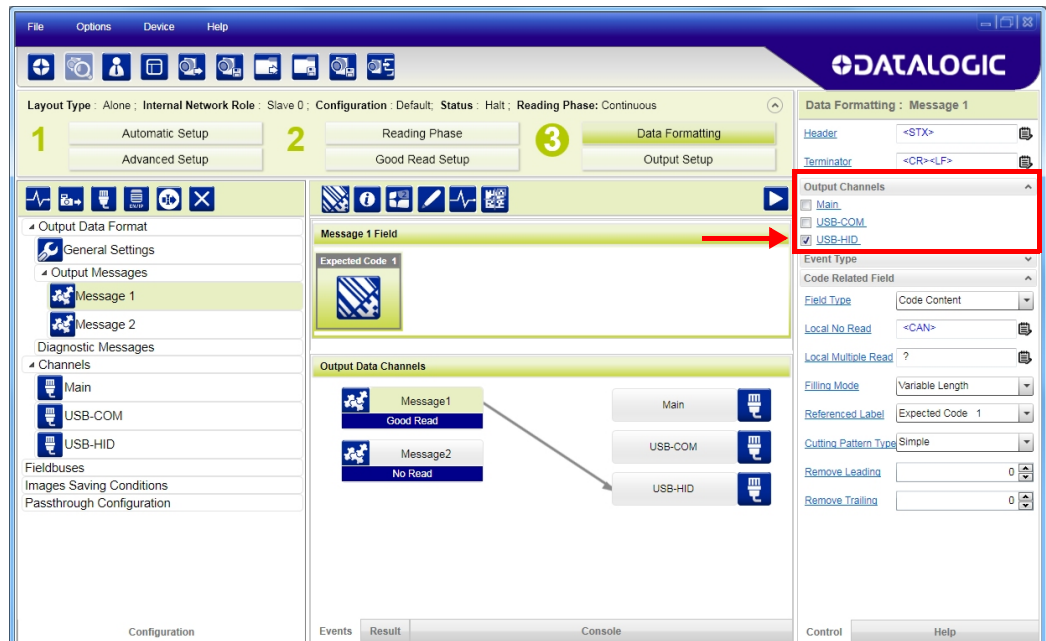 File Options Device Help
DATALOGIC
Layout Type : Alone ; Internal Network Role : Slave 0 ; Configuration : Default; Status : Halt ; Reading Phase: Continuous
1 Automatic Setup 2 Reading Phase 3 Data Formatting
Advanced Setup Good Read Setup Output Setup
Output Data Format
General Settings
Output Messages
Message 1
Message 2
Diagnostic Messages
Channels
Main
USB-COM
USB-HID
Fieldbuses
Images Saving Conditions
Passthrough Configuration
Configuration
Message 1 Field
Expected Code 1
Output Data Channels
Message1
Good Read
Message2
No Read
Main
USB-COM
USB-HID
Events Result Console
Data Formatting : Message 1
Header <STX>
Terminator <CR><LF>
Output Channels
Main
USB-COM
USB-HID
Event Type
Code Related Field
Field Type Code Content
Local No Read <CAN>
Local Multiple Read ?
Filling Mode Variable Length
Referenced Label Expected Code 1
Cutting Pattern Type Simple
Remove Leading 0
Remove Trailing 0
Control Help